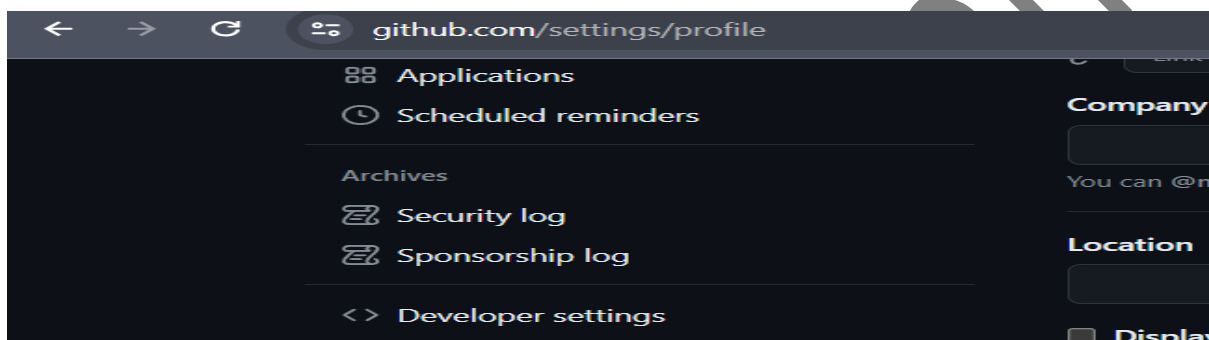 github.com/settings/profile
Applications
Scheduled reminders
Archives
Security log
Sponsorship log
Developer settings
Company
You can
Location